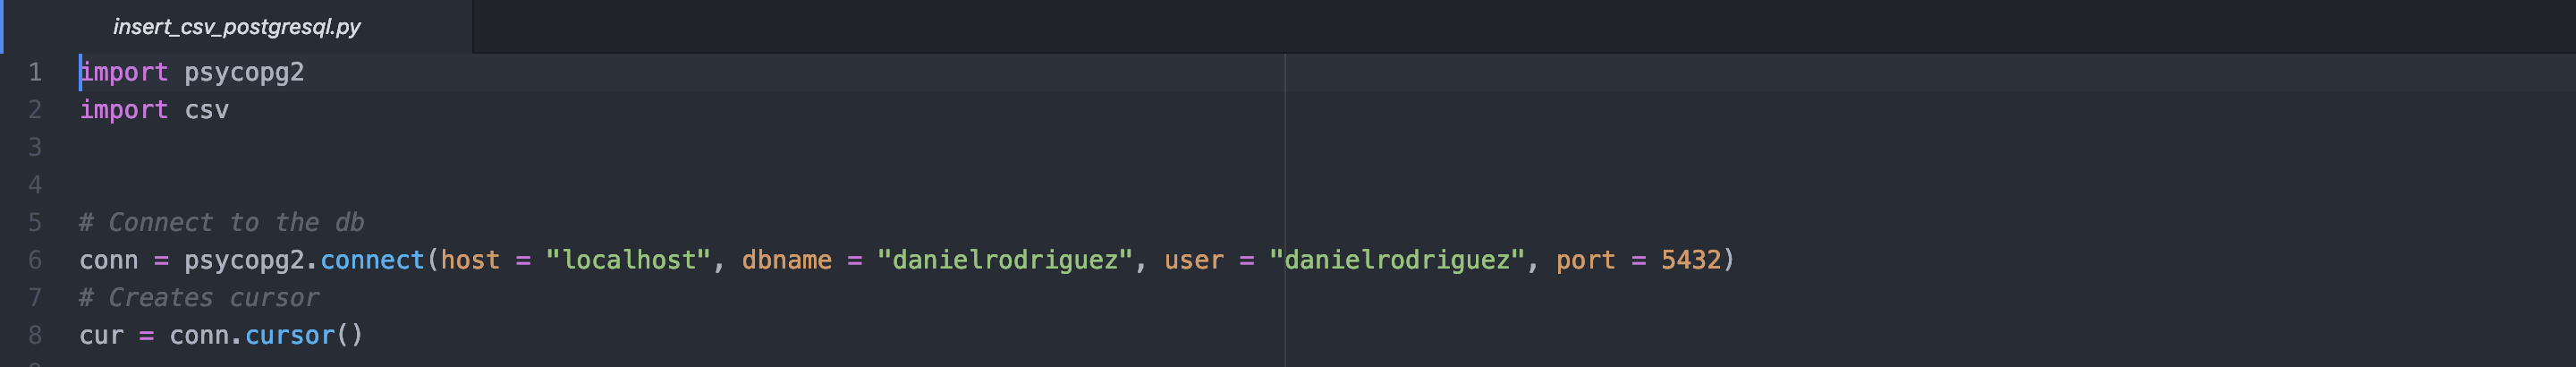 insert_csv_postgresql.py
1 import psycopg2
2 import csv
3
4
5 # Connect to the db
6 conn = psycopg2.connect(host = "localhost", dbname = "danielrodriguez", user = "danielrodriguez", port = 5432)
7 # Creates cursor
8 cur = conn.cursor()